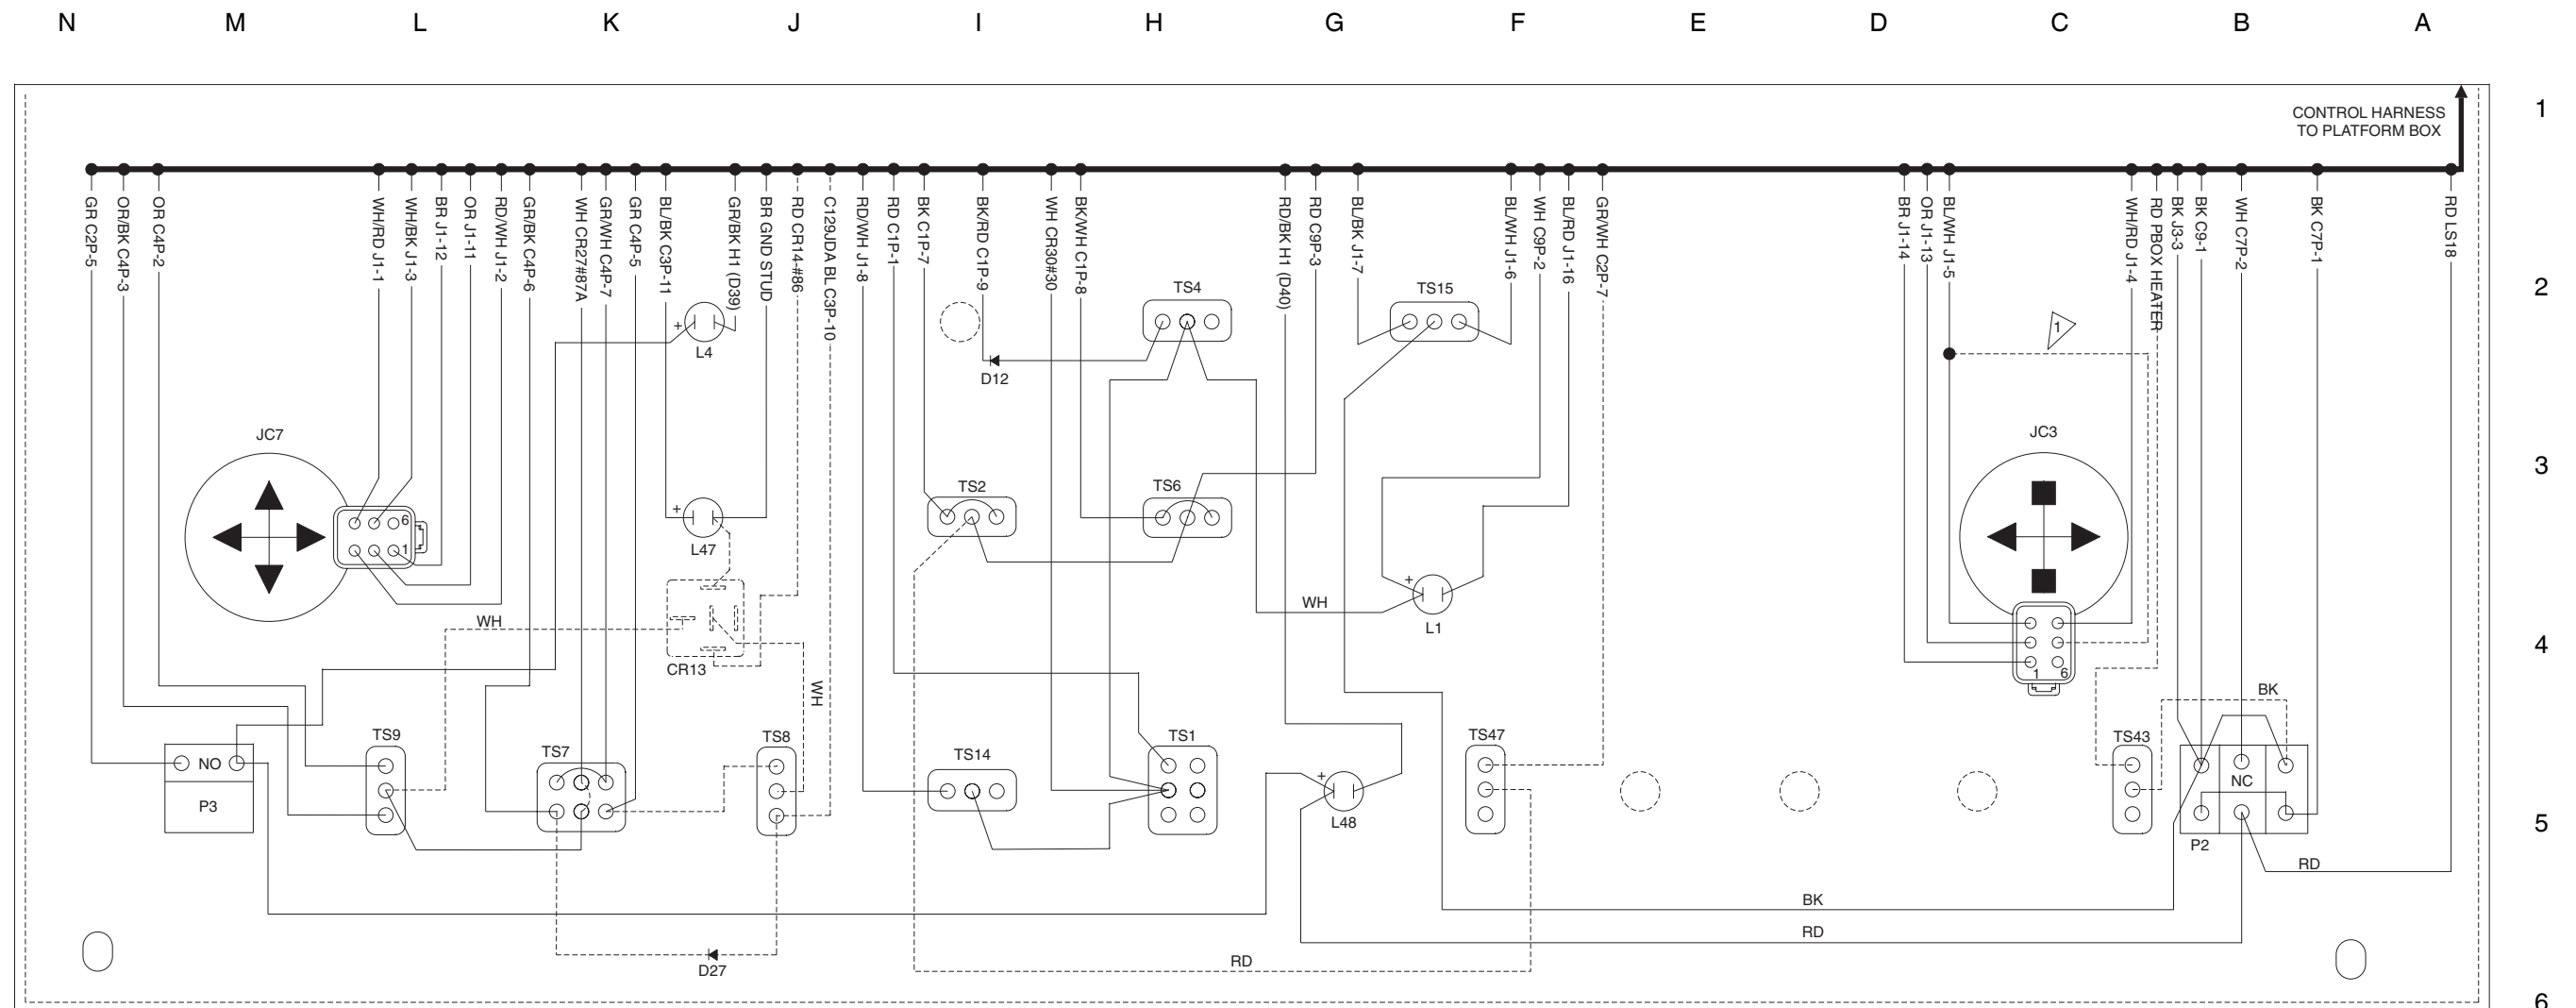 N M L K J I H G F E D C B A
1
CONTROL HARNESS
TO PLATFORM BOX
GR C2P-5
OR/BK C4P-3
OR C4P-2
WH/RD J1-1
WH/BK J1-3
BR J1-12
OR J1-11
RD/WH J1-2
GR/BK C4P-6
WH CR27#87A
GR/WH C4P-7
GR C4P-5
BL/BK C3P-11
GR/BK H1 (D39)
BR GND STUD
RD CR14-#86
C129JDA BL C3P-10
RD/WH J1-8
RD C1P-1
BK C1P-7
BK/RD C1P-9
WH CR30#30
BK/WH C1P-8
RD/BK H1 (D40)
RD C9P-3
BL/BK J1-7
BL/WH J1-6
WH C9P-2
BL/RD J1-16
GR/WH C2P-7
BR J1-14
OR J1-13
BL/WH J1-5
WH/RD J1-4
RD PBOX HEATER
BK J3-3
BK C9-1
WH C7P-2
BK C7P-1
RD LS18
2
TS4
TS15
+
L4
1
D12
JC7
JC3
3
TS2
TS6
+
L47
6
1
+
WH
WH
L1
CR13
4
1 6
WH
BK
TS9
TS7
TS8
TS14
TS1
TS47
TS43
NO
+
NC
P3
L48
5
P2
RD
BK
RD
RD
D27
6